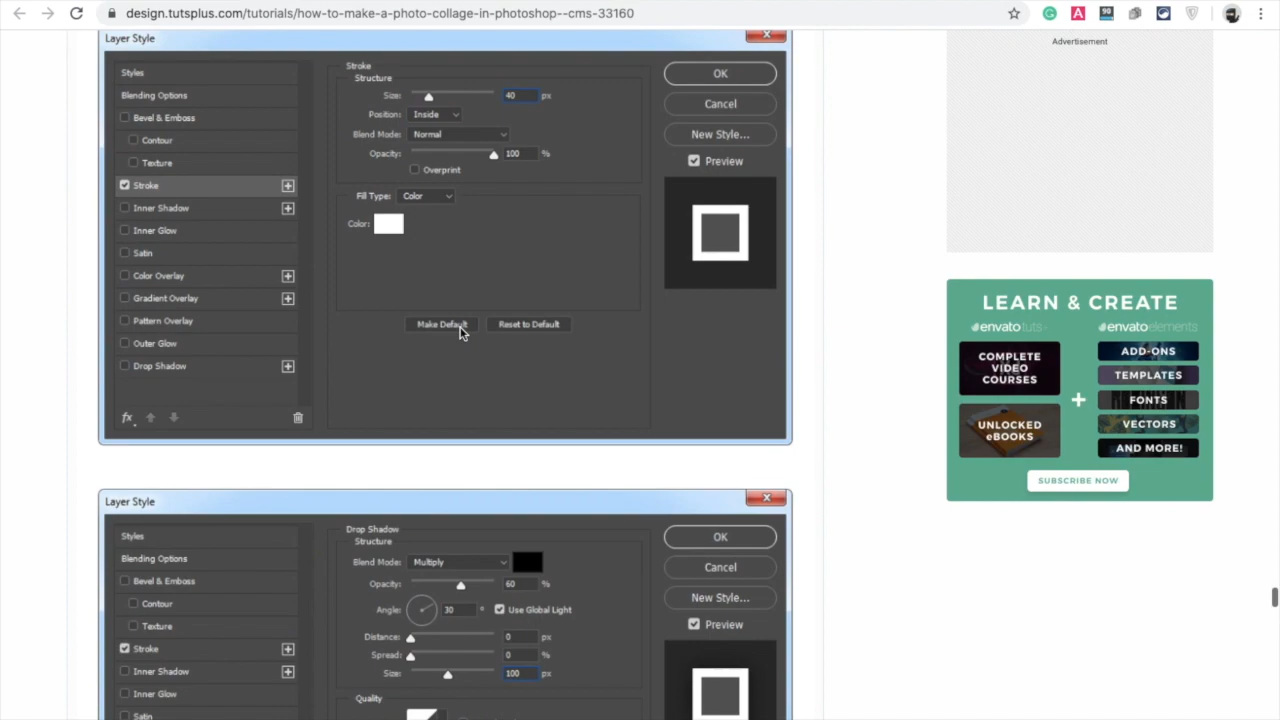 design.tutsplus.com/tutorials/how-to-make-a-photo-collage-in-photoshop--cms-33160
90
Layer Style
Styles
Blending Options
Bevel & Emboss
Contour
Texture
Stroke
Inner Shadow
Inner Glow
Satin
Color Overlay
Gradient Overlay
Pattern Overlay
Outer Glow
Drop Shadow
fx
Stroke
Structure
Size: 40 px
Position: Inside
Blend Mode: Normal
Opacity: 100 %
Overprint
Fill Type: Color
Color:
Make Default Reset to Default
OK
Cancel
New Style...
Preview
Layer Style
Styles
Blending Options
Bevel & Emboss
Contour
Texture
Stroke
Inner Shadow
Inner Glow
Satin
Drop Shadow
Structure
Blend Mode: Multiply
Opacity: 60 %
Angle: 30 ° Use Global Light
Distance: 0 px
Spread: 0 %
Size: 100 px
Quality
OK
Cancel
New Style...
Preview
Advertisement
LEARN & CREATE
envato tuts+
envato elements
COMPLETE
VIDEO
COURSES
UNLOCKED
eBOOKS
+
ADD-ONS
TEMPLATES
FONTS
VECTORS
AND MORE!
SUBSCRIBE NOW